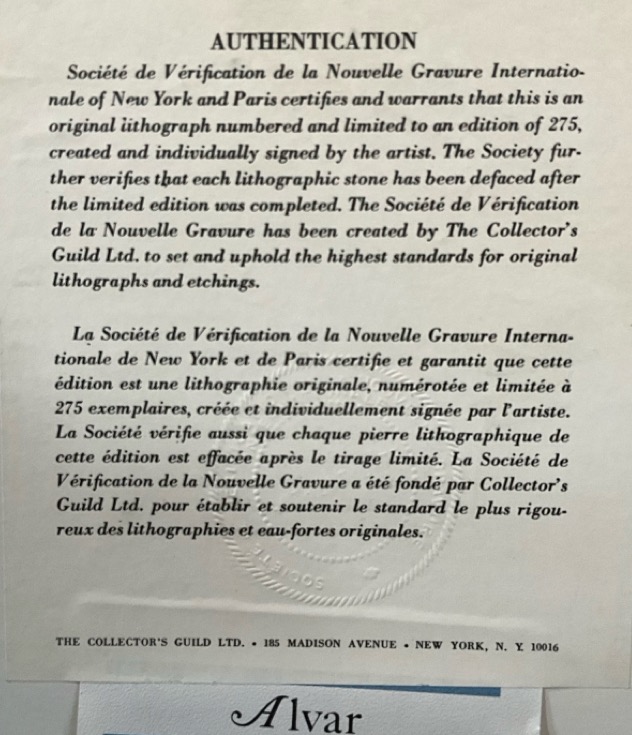 AUTHENTICATION
Société de Vérification de la Nouvelle Gravure Internatio-
nale of New York and Paris certifies and warrants that this is an
original lithograph numbered and limited to an edition of 275,
created and individually signed by the artist. The Society fur-
ther verifies that each lithographic stone has been defaced after
the limited edition was completed. The Société de Vérification
de la Nouvelle Gravure has been created by The Collector's
Guild Ltd. to set and uphold the highest standards for original
lithographs and etchings.
La Société de Vérification de la Nouvelle Gravure Interna-
tionale de New York et de Paris certifie et garantit que cette
édition est une lithographie originale, numérotée et limitée à
275 exemplaires, créée et individuellement signée par l'artiste.
La Société vérifie aussi que chaque pierre lithographique de
cette édition est effacée après le tirage limité. La Société de
Vérification de la Nouvelle Gravure a été fondé par Collector's
Guild Ltd. pour établir et soutenir le standard le plus rigou-
reux des lithographies et eau-fortes originales.
SOCIETE
THE COLLECTOR'S GUILD LTD. • 185 MADISON AVENUE • NEW YORK, N. Y. 10016
Alvar